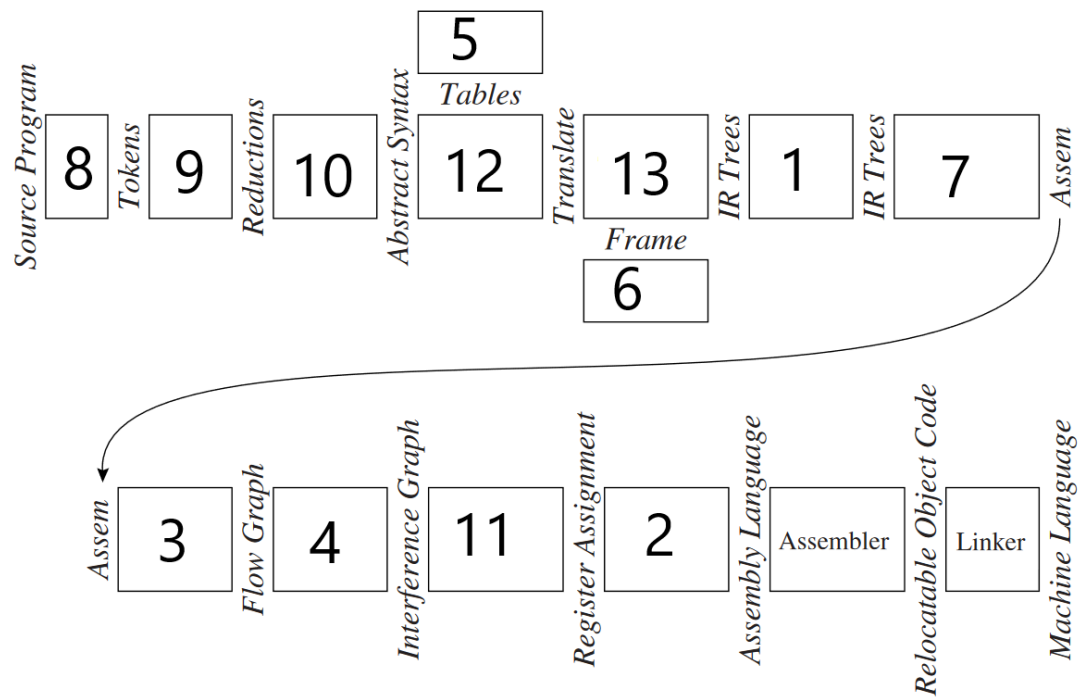 5
Tables
Source Program
8
Tokens
9
Reductions
10
Abstract Syntax
12
Translate
13
IR Trees
1
IR Trees
7
Assem
Frame
6
Assem
3
Flow Graph
4
Interference Graph
11
Register Assignment
2
Assembly Language
Assembler
Relocatable Object Code
Linker
Machine Language